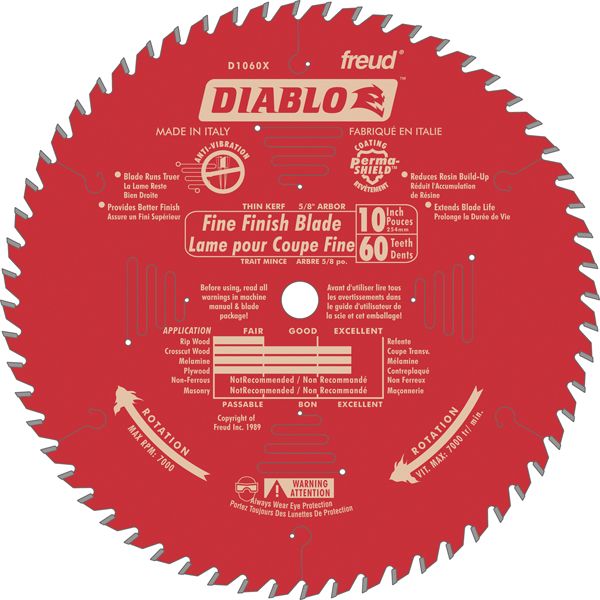 D1060X
freud®
DIABLO™
MADE IN ITALY
FABRIQUÉ EN ITALIE
ANTI-VIBRATION
COATING
perma-SHIELD™
REVÊTEMENT
• Blade Runs Truer
La Lame Reste
Bien Droite
• Provides Better Finish
Assure un Fini Supérieur
• Reduces Resin Build-Up
Réduit l'Accumulation
de Résine
• Extends Blade Life
Prolonge la Durée de Vie
THIN KERF 5/8" ARBOR
Fine Finish Blade
Lame pour Coupe Fine
TRAIT MINCE ARBRE 5/8 po.
10 Inch
Pouces
254mm
60 Teeth
Dents
Before using, read all
warnings in machine
manual & blade
package!
Avant d'utiliser lire tous
les avertissements dans
le guide d'utilisateur de
la scie et cet emballage!
APPLICATION FAIR GOOD EXCELLENT
Rip Wood Refente
Crosscut Wood Coupe Transv.
Melamine Mélamine
Plywood Contreplaqué
Non-Ferrous NotRecommended / Non Recommandé Non Ferreux
Masonry NotRecommended / Non Recommandé Maçonnerie
PASSABLE BON EXCELLENT
ROTATION
MAX RPM: 7000
Copyright of
Freud Inc. 1989
ROTATION
VIT. MAX: 7000 tr/ min.
WARNING
ATTENTION
Always Wear Eye Protection
Portez Toujours Des Lunettes De Protection